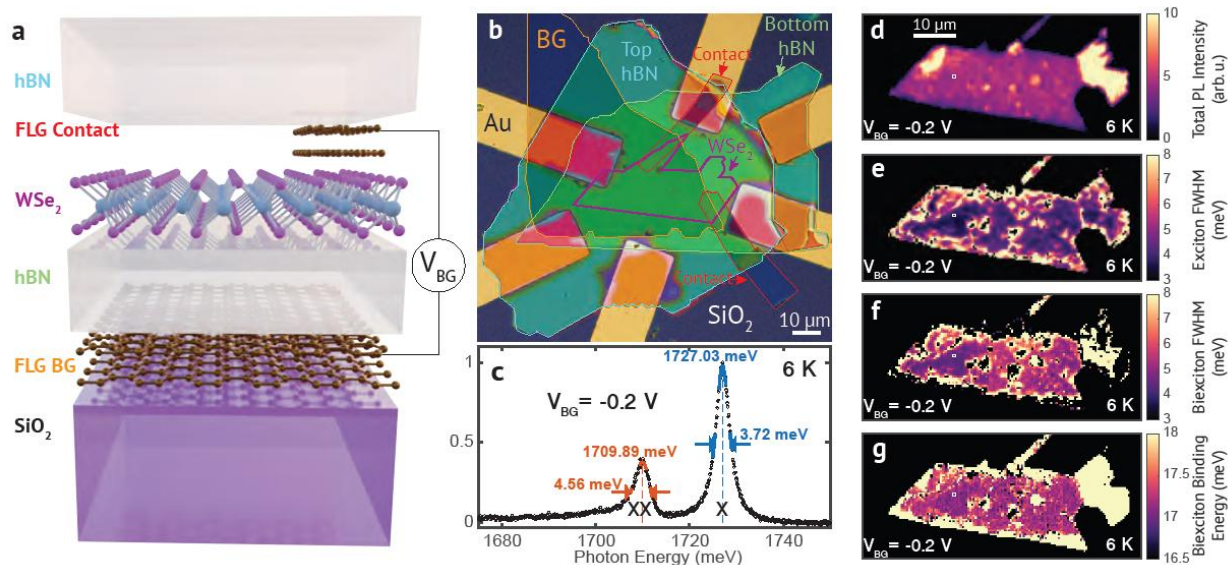 a
hBN
FLG Contact
WSe2
hBN
VBG
FLG BG
SiO2
b
BG
Top
hBN
Contact
Bottom
hBN
Au
WSe2
Contact
SiO2
10 μm
c
1727.03 meV
6 K
VBG= -0.2 V
1
1709.89 meV
0.5
3.72 meV
4.56 meV
XX
X
0
1680
1700
1720
1740
Photon Energy (meV)
d
10 μm
VBG = -0.2 V
6 K
10
5
0
Total PL Intensity
(arb. u.)
e
VBG = -0.2 V
6 K
8
7
6
5
4
3
Exciton FWHM
(meV)
f
VBG = -0.2 V
6 K
8
7
6
5
4
3
Biexciton FWHM
(meV)
g
VBG = -0.2 V
6 K
18
17.5
17
16.5
Biexciton Binding
Energy (meV)